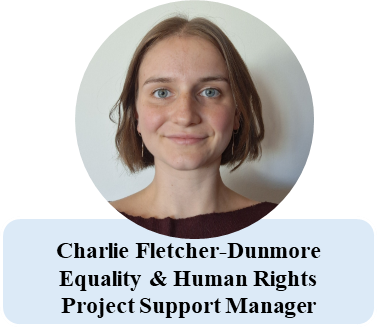 Charlie Fletcher-Dunmore
Equality & Human Rights
Project Support Manager